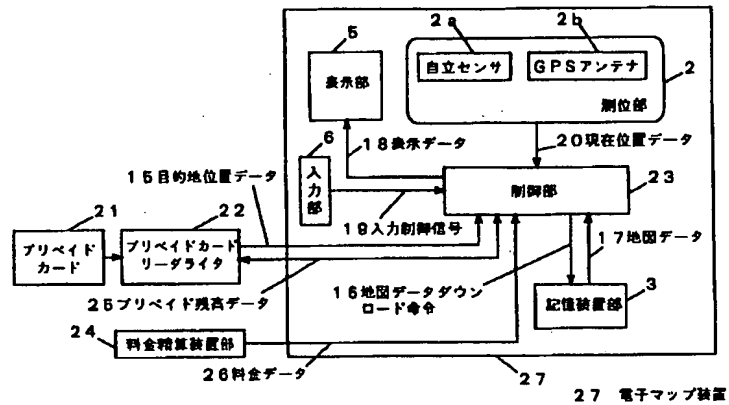 2a
2b
5
自立センサ
GPSアンテナ
表示部
測位部
2
6
18表示データ
20現在位置データ
15目的地位置データ
入力部
制御部
23
21
22
19入力制御信号
プリペイド
カード
プリペイドカード
リーダライタ
17地図データ
25プリペイド残高データ
16地図データダウン
ロード命令
3
記憶装置部
24
料金精算装置部
26料金データ
27
27 電子マップ装置